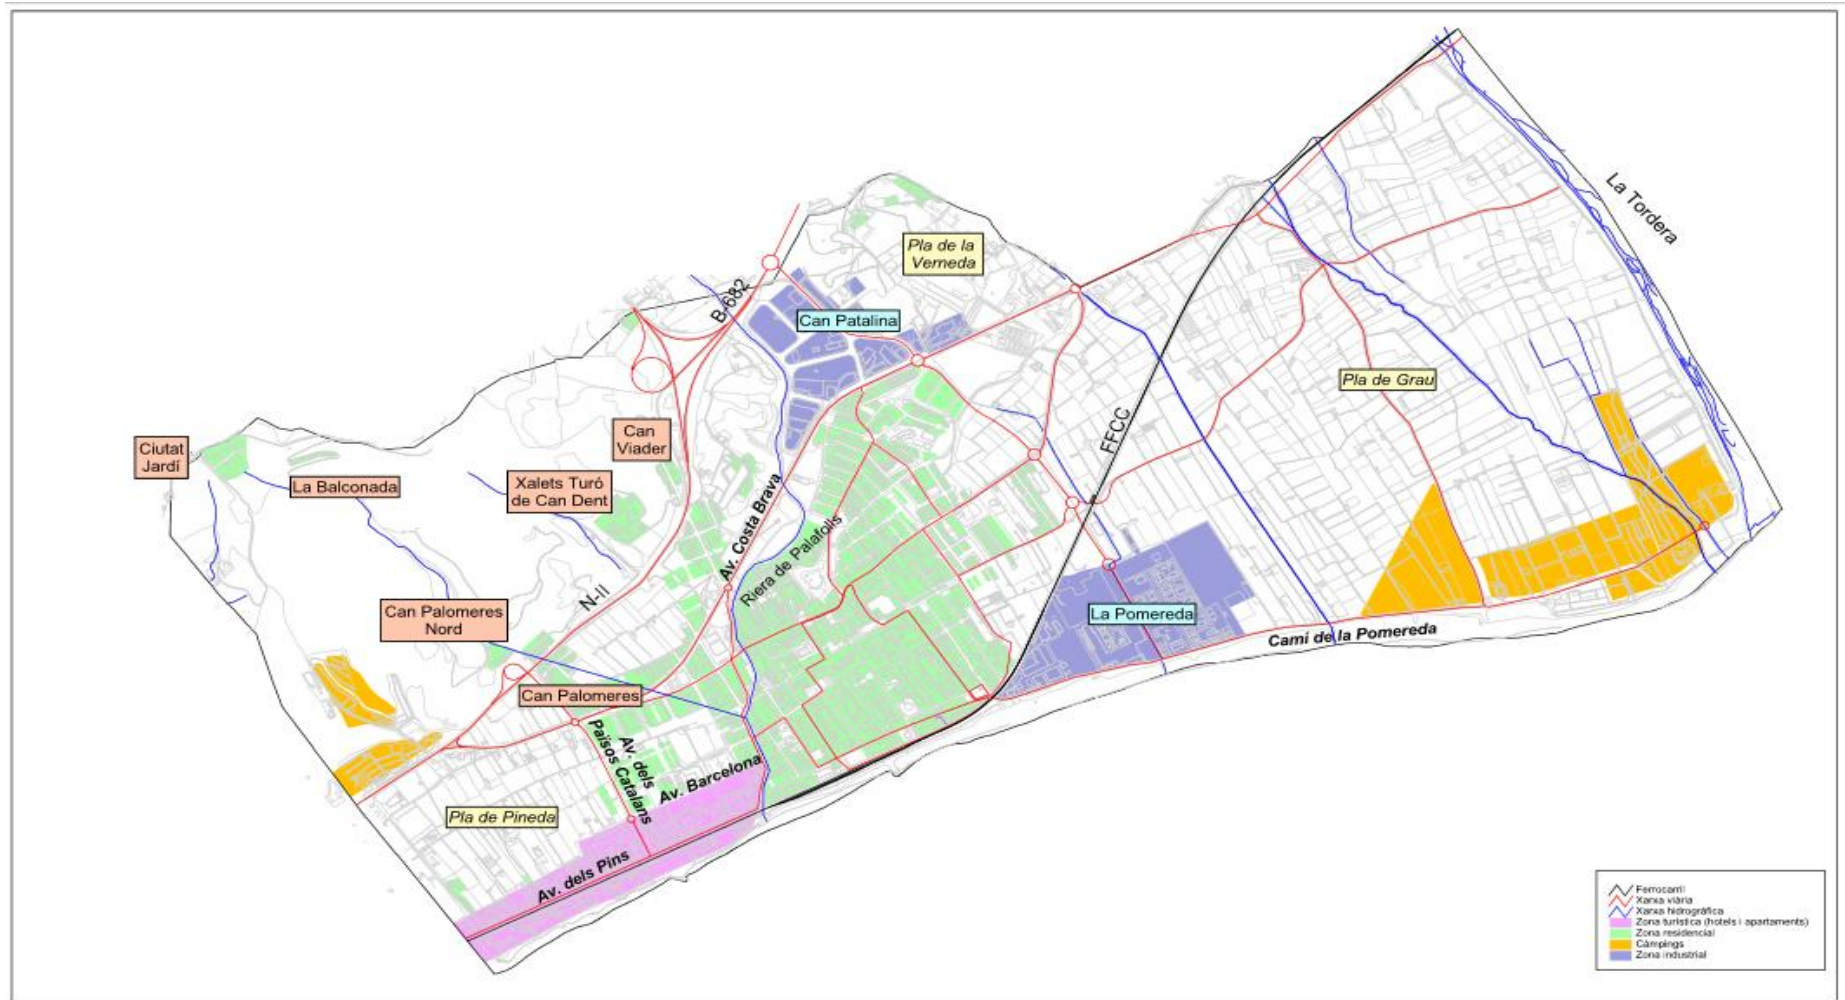 La Tordera
Pla de la
Verneda
B-682
Can Patalina
Pla de Grau
FFCC
Can
Viader
Ciutat
Jardí
La Balconada
Xalets Turó
de Can Dent
Av. Costa Brava
Riera de Palafolls
N-II
Can Palomeres
Nord
La Pomereda
Camí de la Pomereda
Can Palomeres
Av. dels
Països Catalans
Av. Barcelona
Pla de Pineda
Av. dels Pins
Ferrocarril
Xarxa viària
Xarxa hidrogràfica
Zona turística (hotels i apartaments)
Zona residencial
Càmpings
Zona industrial